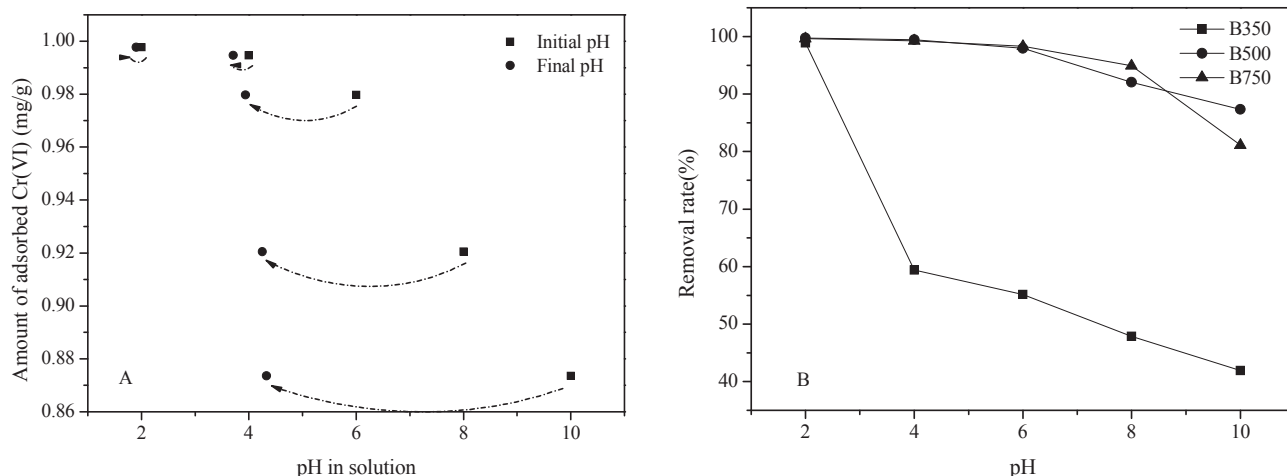 Amount of adsorbed Cr(VI) (mg/g)
1.00
0.98
0.96
0.94
0.92
0.90
0.88
0.86
Initial pH
Final pH
A
2
4
6
8
10
pH in solution
Removal rate(%)
100
90
80
70
60
50
40
B350
B500
B750
B
2
4
6
8
10
pH